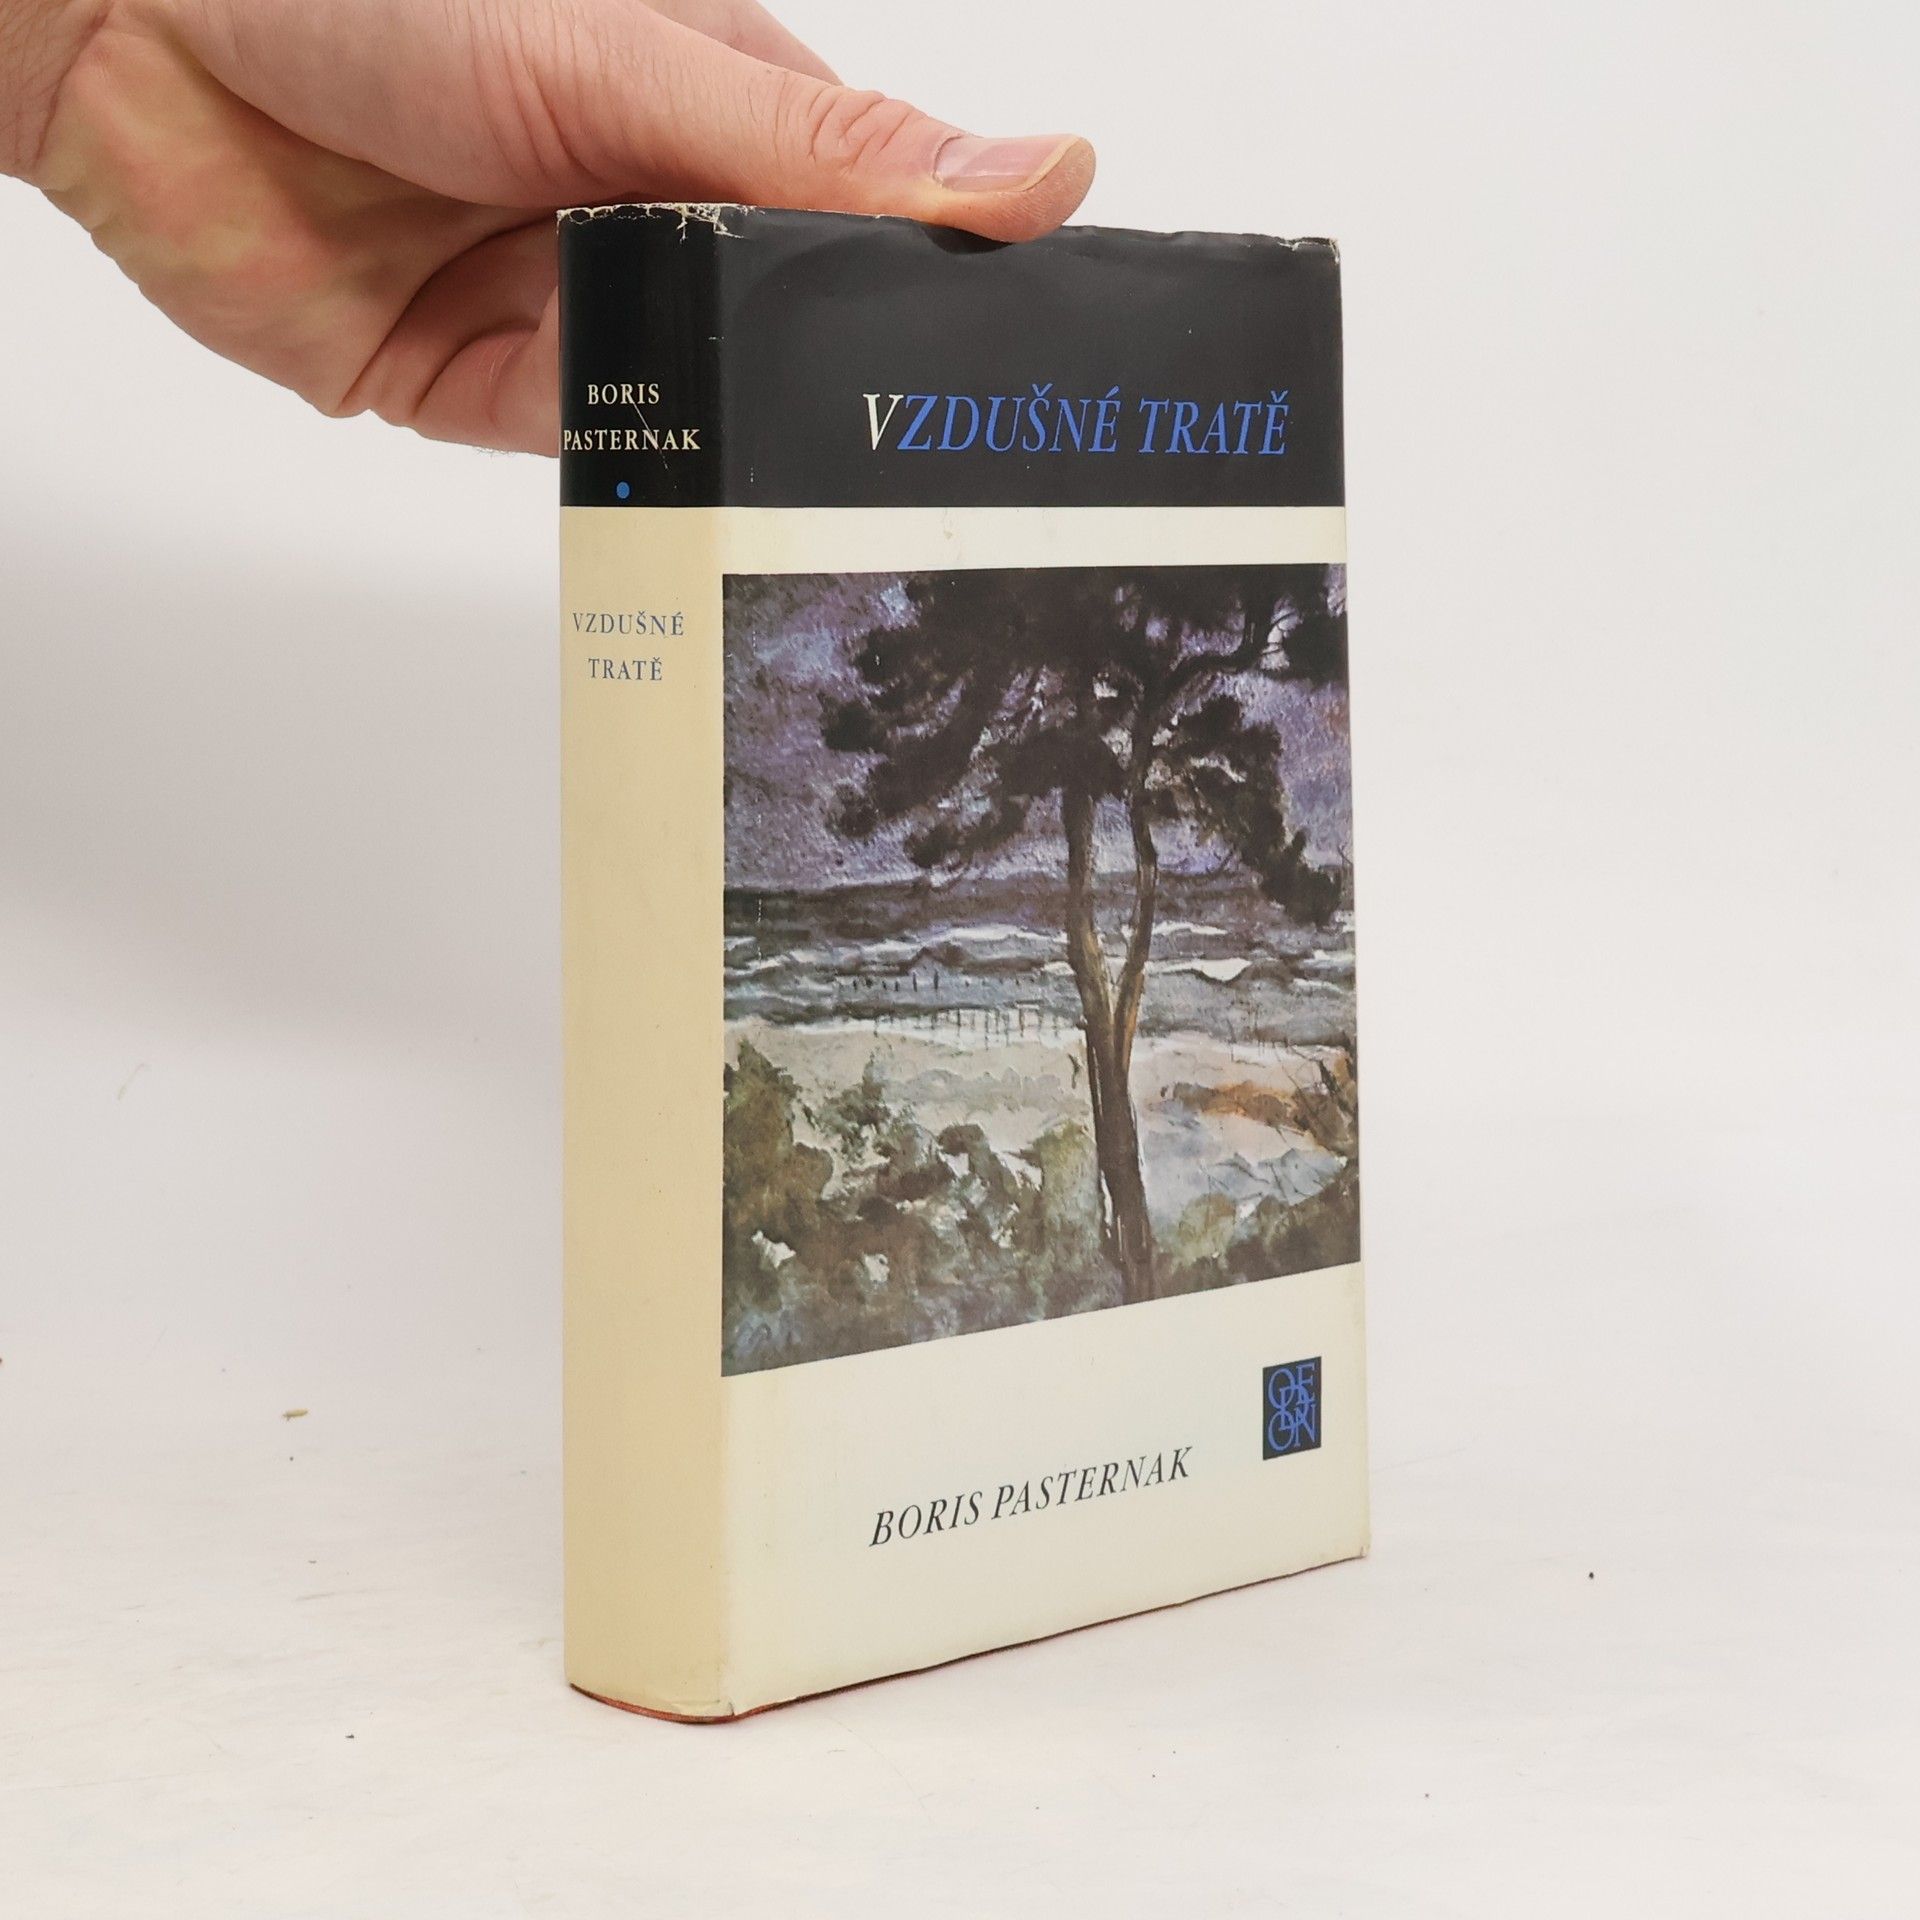 BORIS
PASTERNAK
VZDUŠNÉ
TRATĚ
VZDUŠNÉ TRATĚ
ODEON
BORIS PASTERNAK